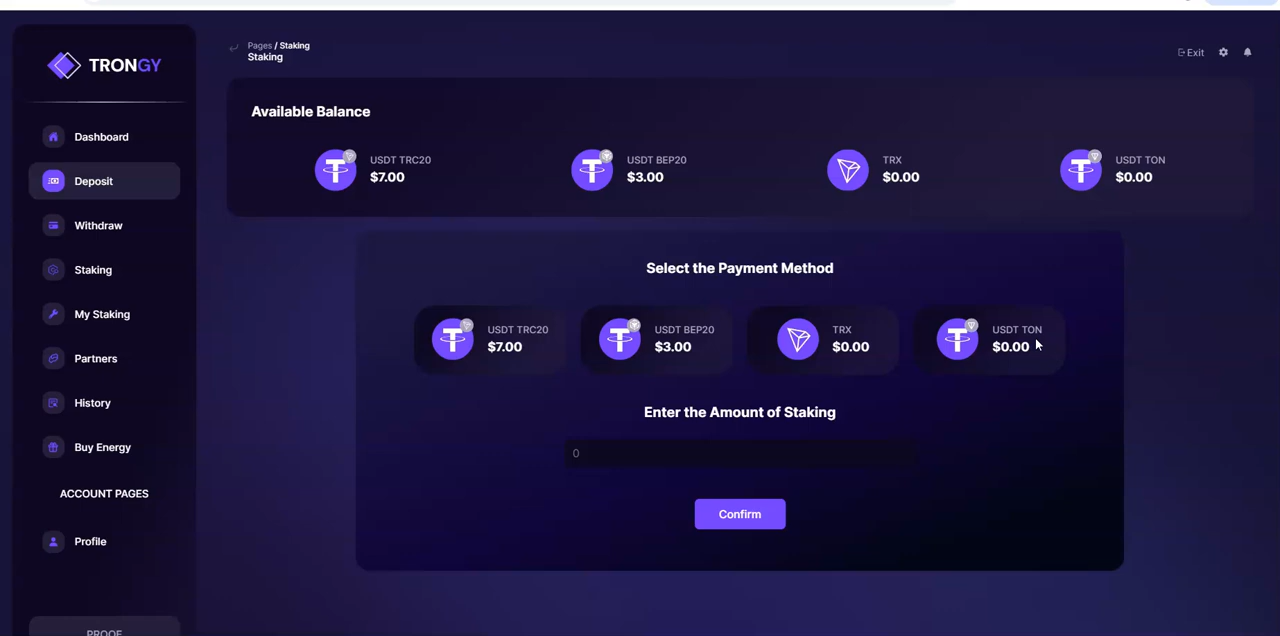 TRONGY
Pages / Staking
Staking
Exit
Dashboard
Deposit
Withdraw
Staking
My Staking
Partners
History
Buy Energy
ACCOUNT PAGES
Profile
PROOF
Available Balance
USDT TRC20
$7.00
USDT BEP20
$3.00
TRX
$0.00
USDT TON
$0.00
Select the Payment Method
USDT TRC20
$7.00
USDT BEP20
$3.00
TRX
$0.00
USDT TON
$0.00
Enter the Amount of Staking
0
Confirm